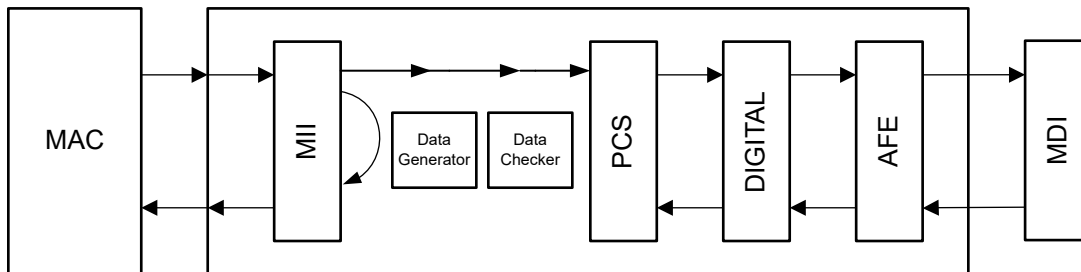 MAC
MII
Data
Generator
Data
Checker
PCS
DIGITAL
AFE
MDI